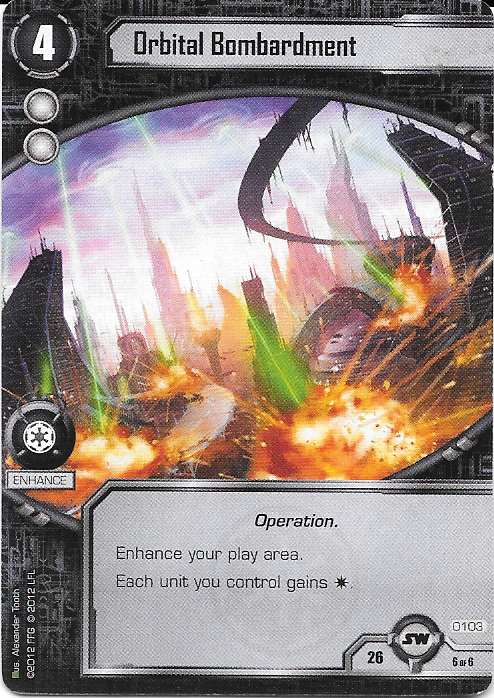 4
Orbital Bombardment
ENHANCE
Operation.
Enhance your play area.
Each unit you control gains ✷.
Illus. Alexander Tooth
©2012 FFG © 2012 LFL
26
SW
0103
6 OF 6